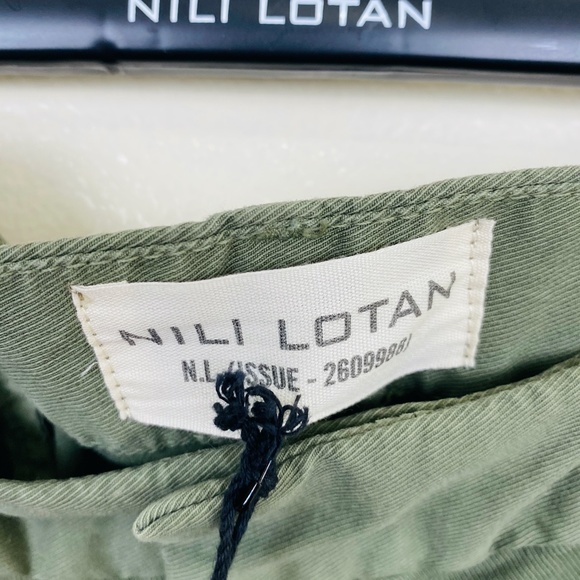 NILI LOTAN
NILI LOTAN
N.L./ISSUE - 26099881